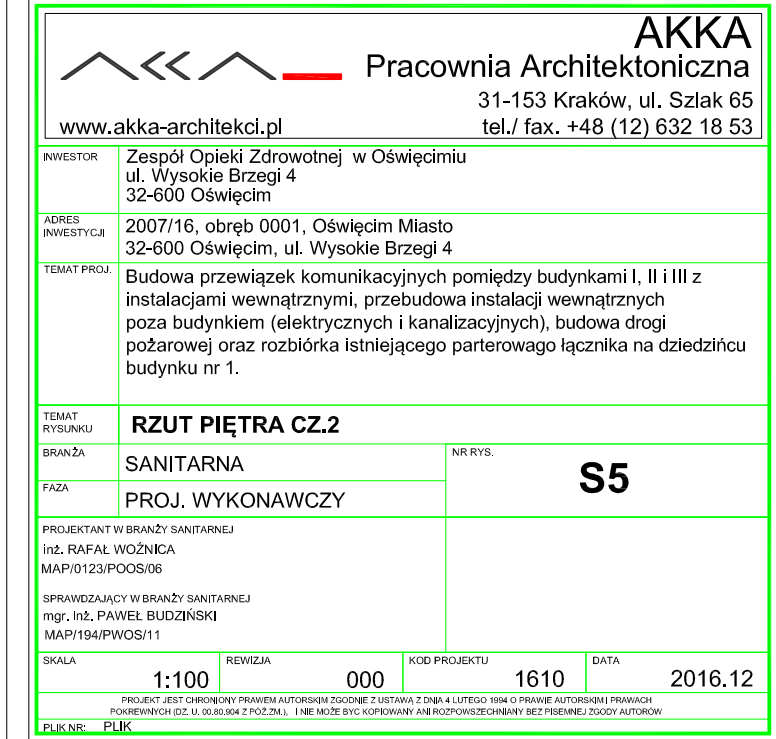 AKKA
Pracownia Architektoniczna
31-153 Kraków, ul. Szlak 65
www.akka-architekci.pl tel./ fax. +48 (12) 632 18 53
INWESTOR
Zespół Opieki Zdrowotnej w Oświęcimiu
ul. Wysokie Brzegi 4
32-600 Oświęcim
ADRES
INWESTYCJI
2007/16, obręb 0001, Oświęcim Miasto
32-600 Oświęcim, ul. Wysokie Brzegi 4
TEMAT PROJ.
Budowa przewiązek komunikacyjnych pomiędzy budynkami I, II i III z
instalacjami wewnątrznymi, przebudowa instalacji wewnątrznych
poza budynkiem (elektrycznych i kanalizacyjnych), budowa drogi
pożarowej oraz rozbiórka istniejącego parterowago łącznika na dziedzińcu
budynku nr 1.
TEMAT
RYSUNKU
RZUT PIĘTRA CZ.2
BRANŻA
SANITARNA
NR RYS.
S5
FAZA
PROJ. WYKONAWCZY
PROJEKTANT W BRANŻY SANITARNEJ
inż. RAFAŁ WOŹNICA
MAP/0123/POOS/06
SPRAWDZAJĄCY W BRANŻY SANITARNEJ
mgr. Inż. PAWEŁ BUDZIŃSKI
MAP/194/PWOS/11
SKALA
1:100
REWIZJA
000
KOD PROJEKTU
1610
DATA
2016.12
PROJEKT JEST CHRONIONY PRAWEM AUTORSKIM ZGODNIE Z USTAWĄ Z DNIA 4 LUTEGO 1994 O PRAWIE AUTORSKIM I PRAWACH
POKREWNYCH (DZ. U. 00.80.904 Z PÓŻ.ZM.), I NIE MOŻE BYC KOPIOWANY ANI ROZPOWSZECHNIANY BEZ PISEMNEJ ZGODY AUTORÓW
PLIK NR: PLIK